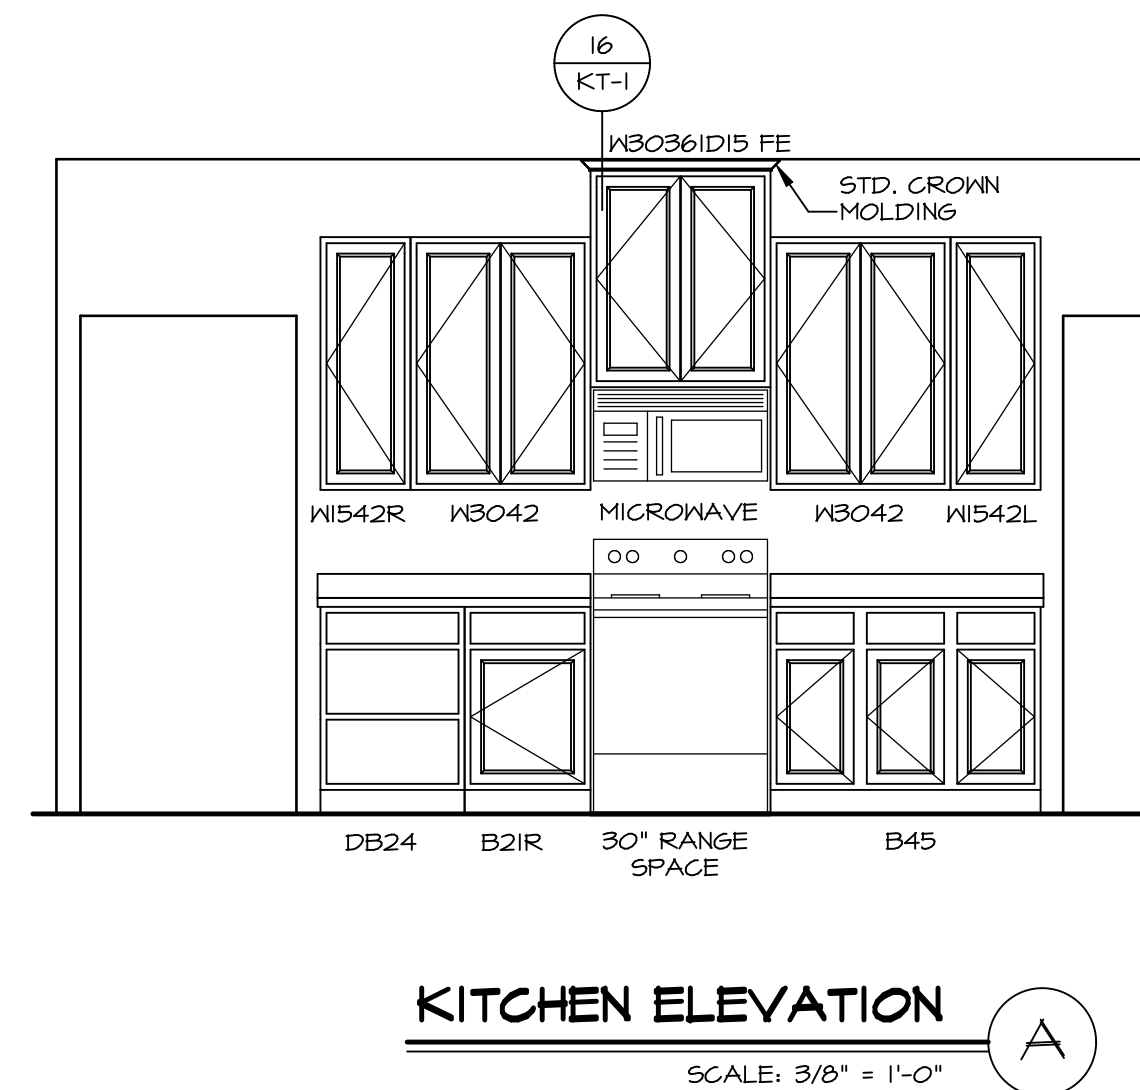 16
KT-1
W30361D15 FE
STD. CROWN
MOLDING
W1542R
W3042
MICROWAVE
W3042
W1542L
DB24
B21R
30" RANGE
SPACE
B45
KITCHEN ELEVATION
A
SCALE: 3/8" = 1'-0"